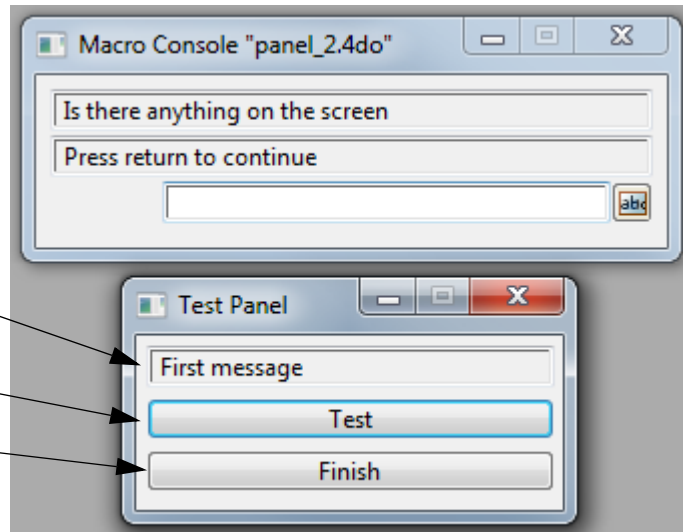 Macro Console "panel_2.4do"
Is there anything on the screen
Press return to continue
abc
Test Panel
First message
Test
Finish